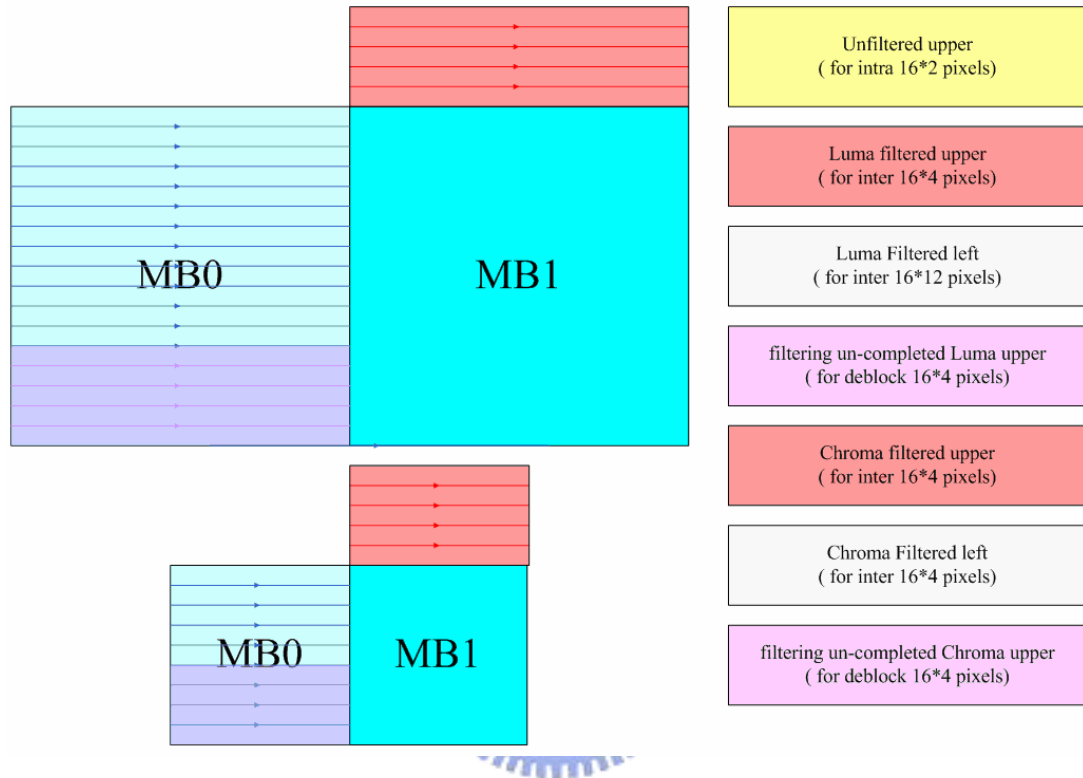 Unfiltered upper
( for intra 16*2 pixels)
Luma filtered upper
( for inter 16*4 pixels)
Luma Filtered left
( for inter 16*12 pixels)
MB0
MB1
filtering un-completed Luma upper
( for deblock 16*4 pixels)
Chroma filtered upper
( for inter 16*4 pixels)
Chroma Filtered left
( for inter 16*4 pixels)
MB0
MB1
filtering un-completed Chroma upper
( for deblock 16*4 pixels)